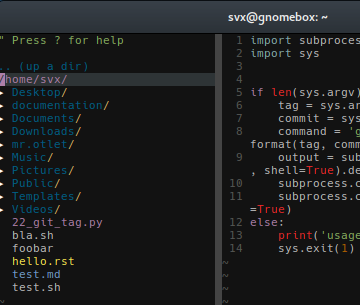 svx@gnomebox: ~
" Press ? for help
.. (up a dir)
/home/svx/
▸ Desktop/
▸ documentation/
▸ Documents/
▸ Downloads/
▸ mr.otlet/
▸ Music/
▸ Pictures/
▸ Public/
▸ Templates/
▸ Videos/
22_git_tag.py
bla.sh
foobar
hello.rst
test.md
test.sh
~
1 import subproces
2 import sys
3
4
5 if len(sys.argv)
6 tag = sys.ar
7 commit = sys
8 command = 'g
format(tag, comm
9 output = sub
, shell=True).de
10 subprocess.c
11 subprocess.c
=True)
12 else:
13 print('usage
14 sys.exit(1)
~
~
~